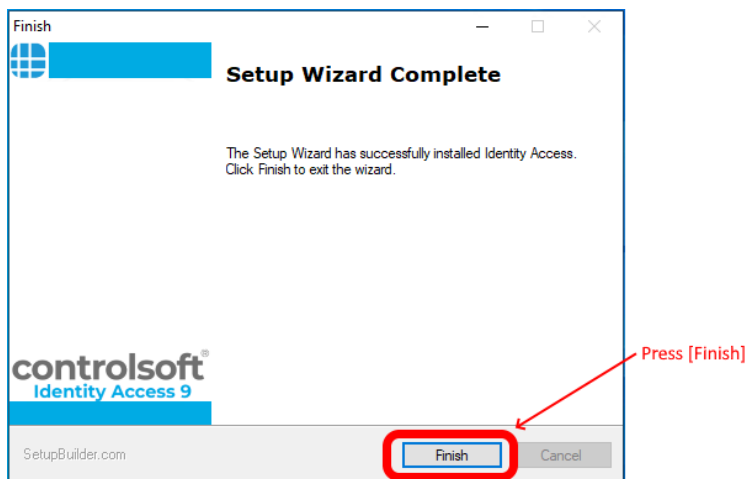 Finish
Setup Wizard Complete
The Setup Wizard has successfully installed Identity Access.
Click Finish to exit the wizard.
controlsoft®
Identity Access 9
Press [Finish]
SetupBuilder.com
Finish
Cancel